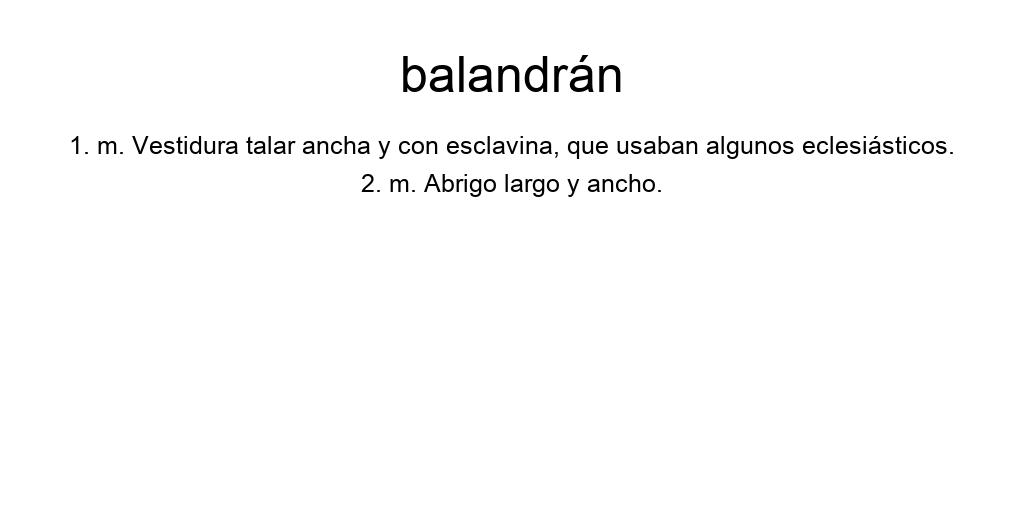 balandrán
1. m. Vestidura talar ancha y con esclavina, que usaban algunos eclesiásticos.
2. m. Abrigo largo y ancho.